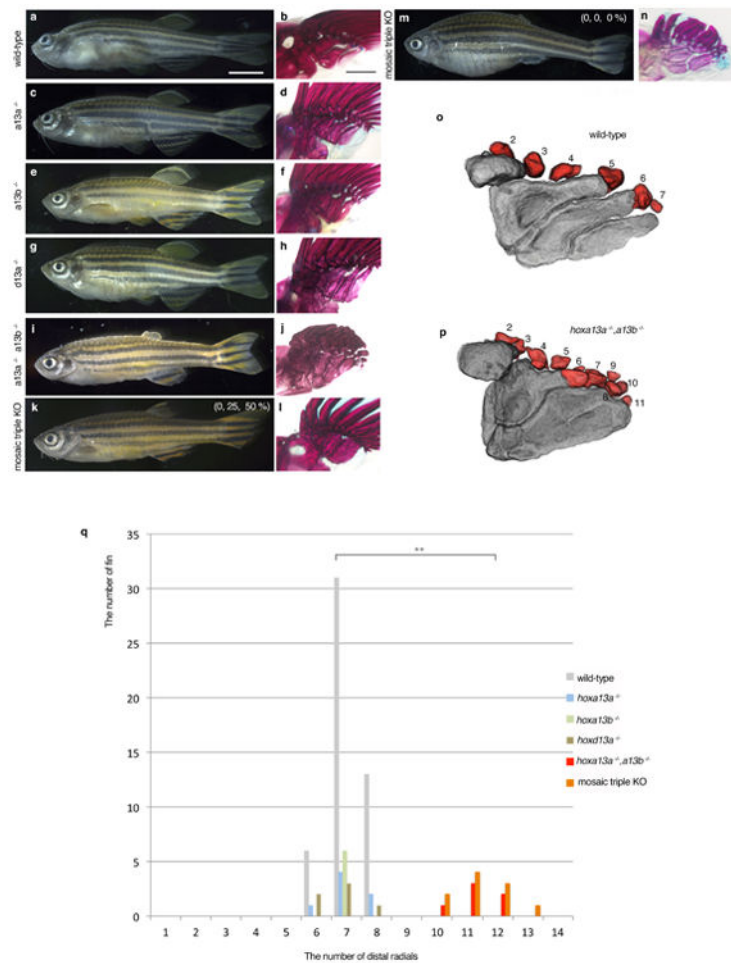 a
b
wild-type
c
d
a13a -/-
e
f
a13b -/-
g
h
d13a -/-
i
j
a13b -/-
a13a -/-
k
(0, 25, 50 %)
l
mosaic triple KO
m
(0, 0, 0 %)
n
mosaic triple KO
o
wild-type
2
3
4
5
6
7
p
hoxa13a -/-, a13b -/-
2
3
4
5
6
7
8
9
10
11
q
**
The number of fin
35
30
25
20
15
10
5
0
1 2 3 4 5 6 7 8 9 10 11 12 13 14
The number of distal radials
wild-type
hoxa13a -/-
hoxa13b -/-
hoxd13a -/-
hoxa13a -/-, a13b -/-
mosaic triple KO